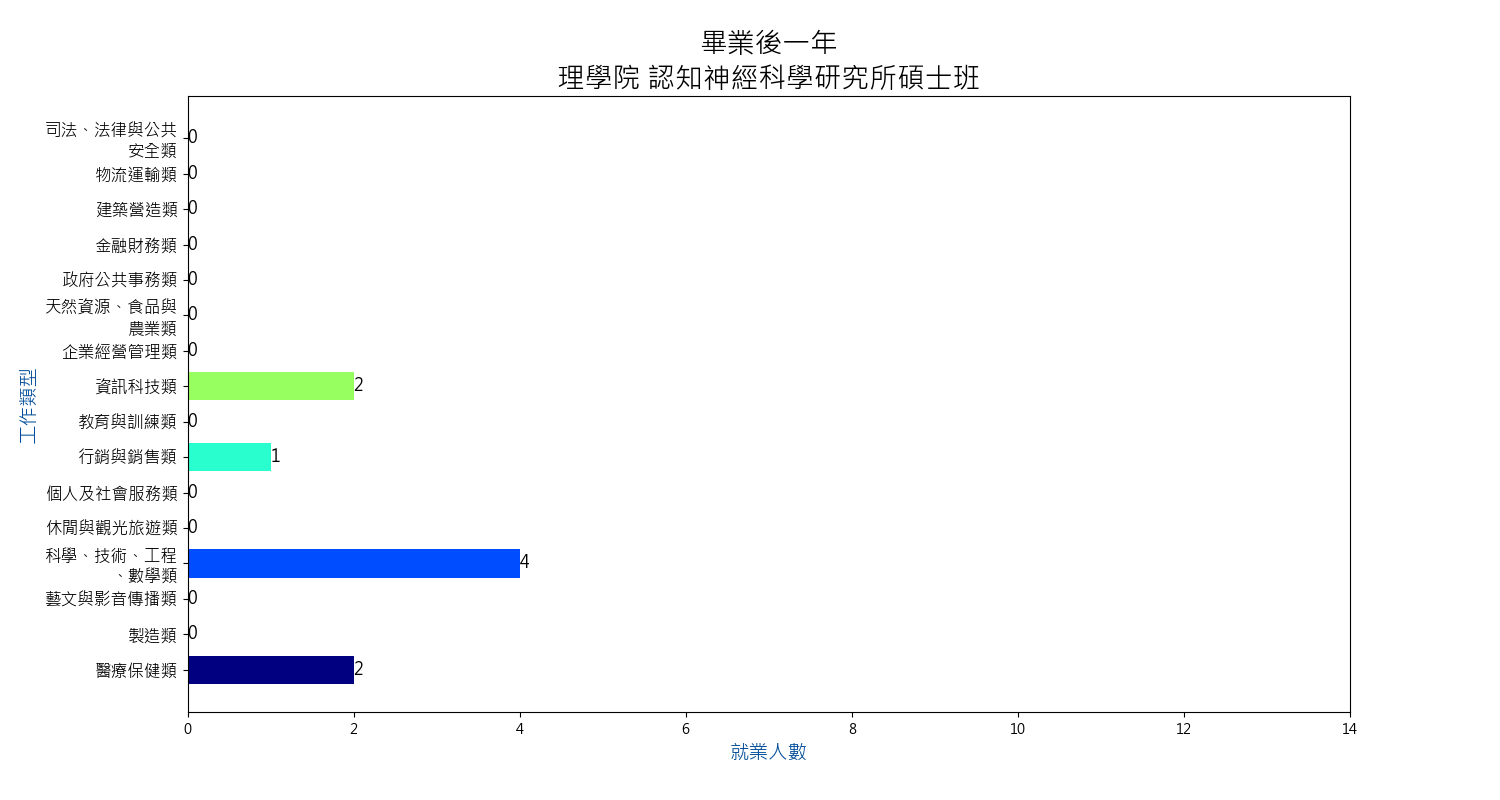 畢業後一年
理學院 認知神經科學研究所碩士班
司法、法律與公共
安全類
0
物流運輸類
0
建築營造類
0
金融財務類
0
政府公共事務類
0
天然資源、食品與
農業類
0
企業經營管理類
0
資訊科技類
2
教育與訓練類
0
行銷與銷售類
1
個人及社會服務類
0
休閒與觀光旅遊類
0
科學、技術、工程
、數學類
4
藝文與影音傳播類
0
製造類
0
醫療保健類
2
工作類型
0 2 4 6 8 10 12 14
就業人數